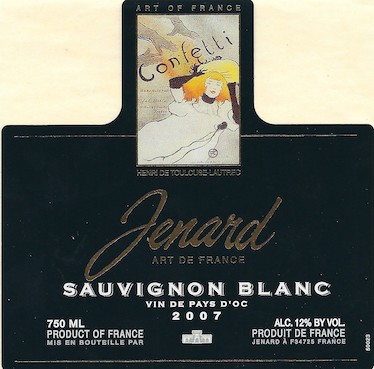 ART OF FRANCE
Confetti
HENRI DE TOULOUSE-LAUTREC
Jenard
ART DE FRANCE
SAUVIGNON BLANC
VIN DE PAYS D'OC
2007
750 ML
PRODUCT OF FRANCE
MIS EN BOUTEILLE PAR
ALC. 12% BY VOL.
PRODUIT DE FRANCE
JENARD À F34725 FRANCE